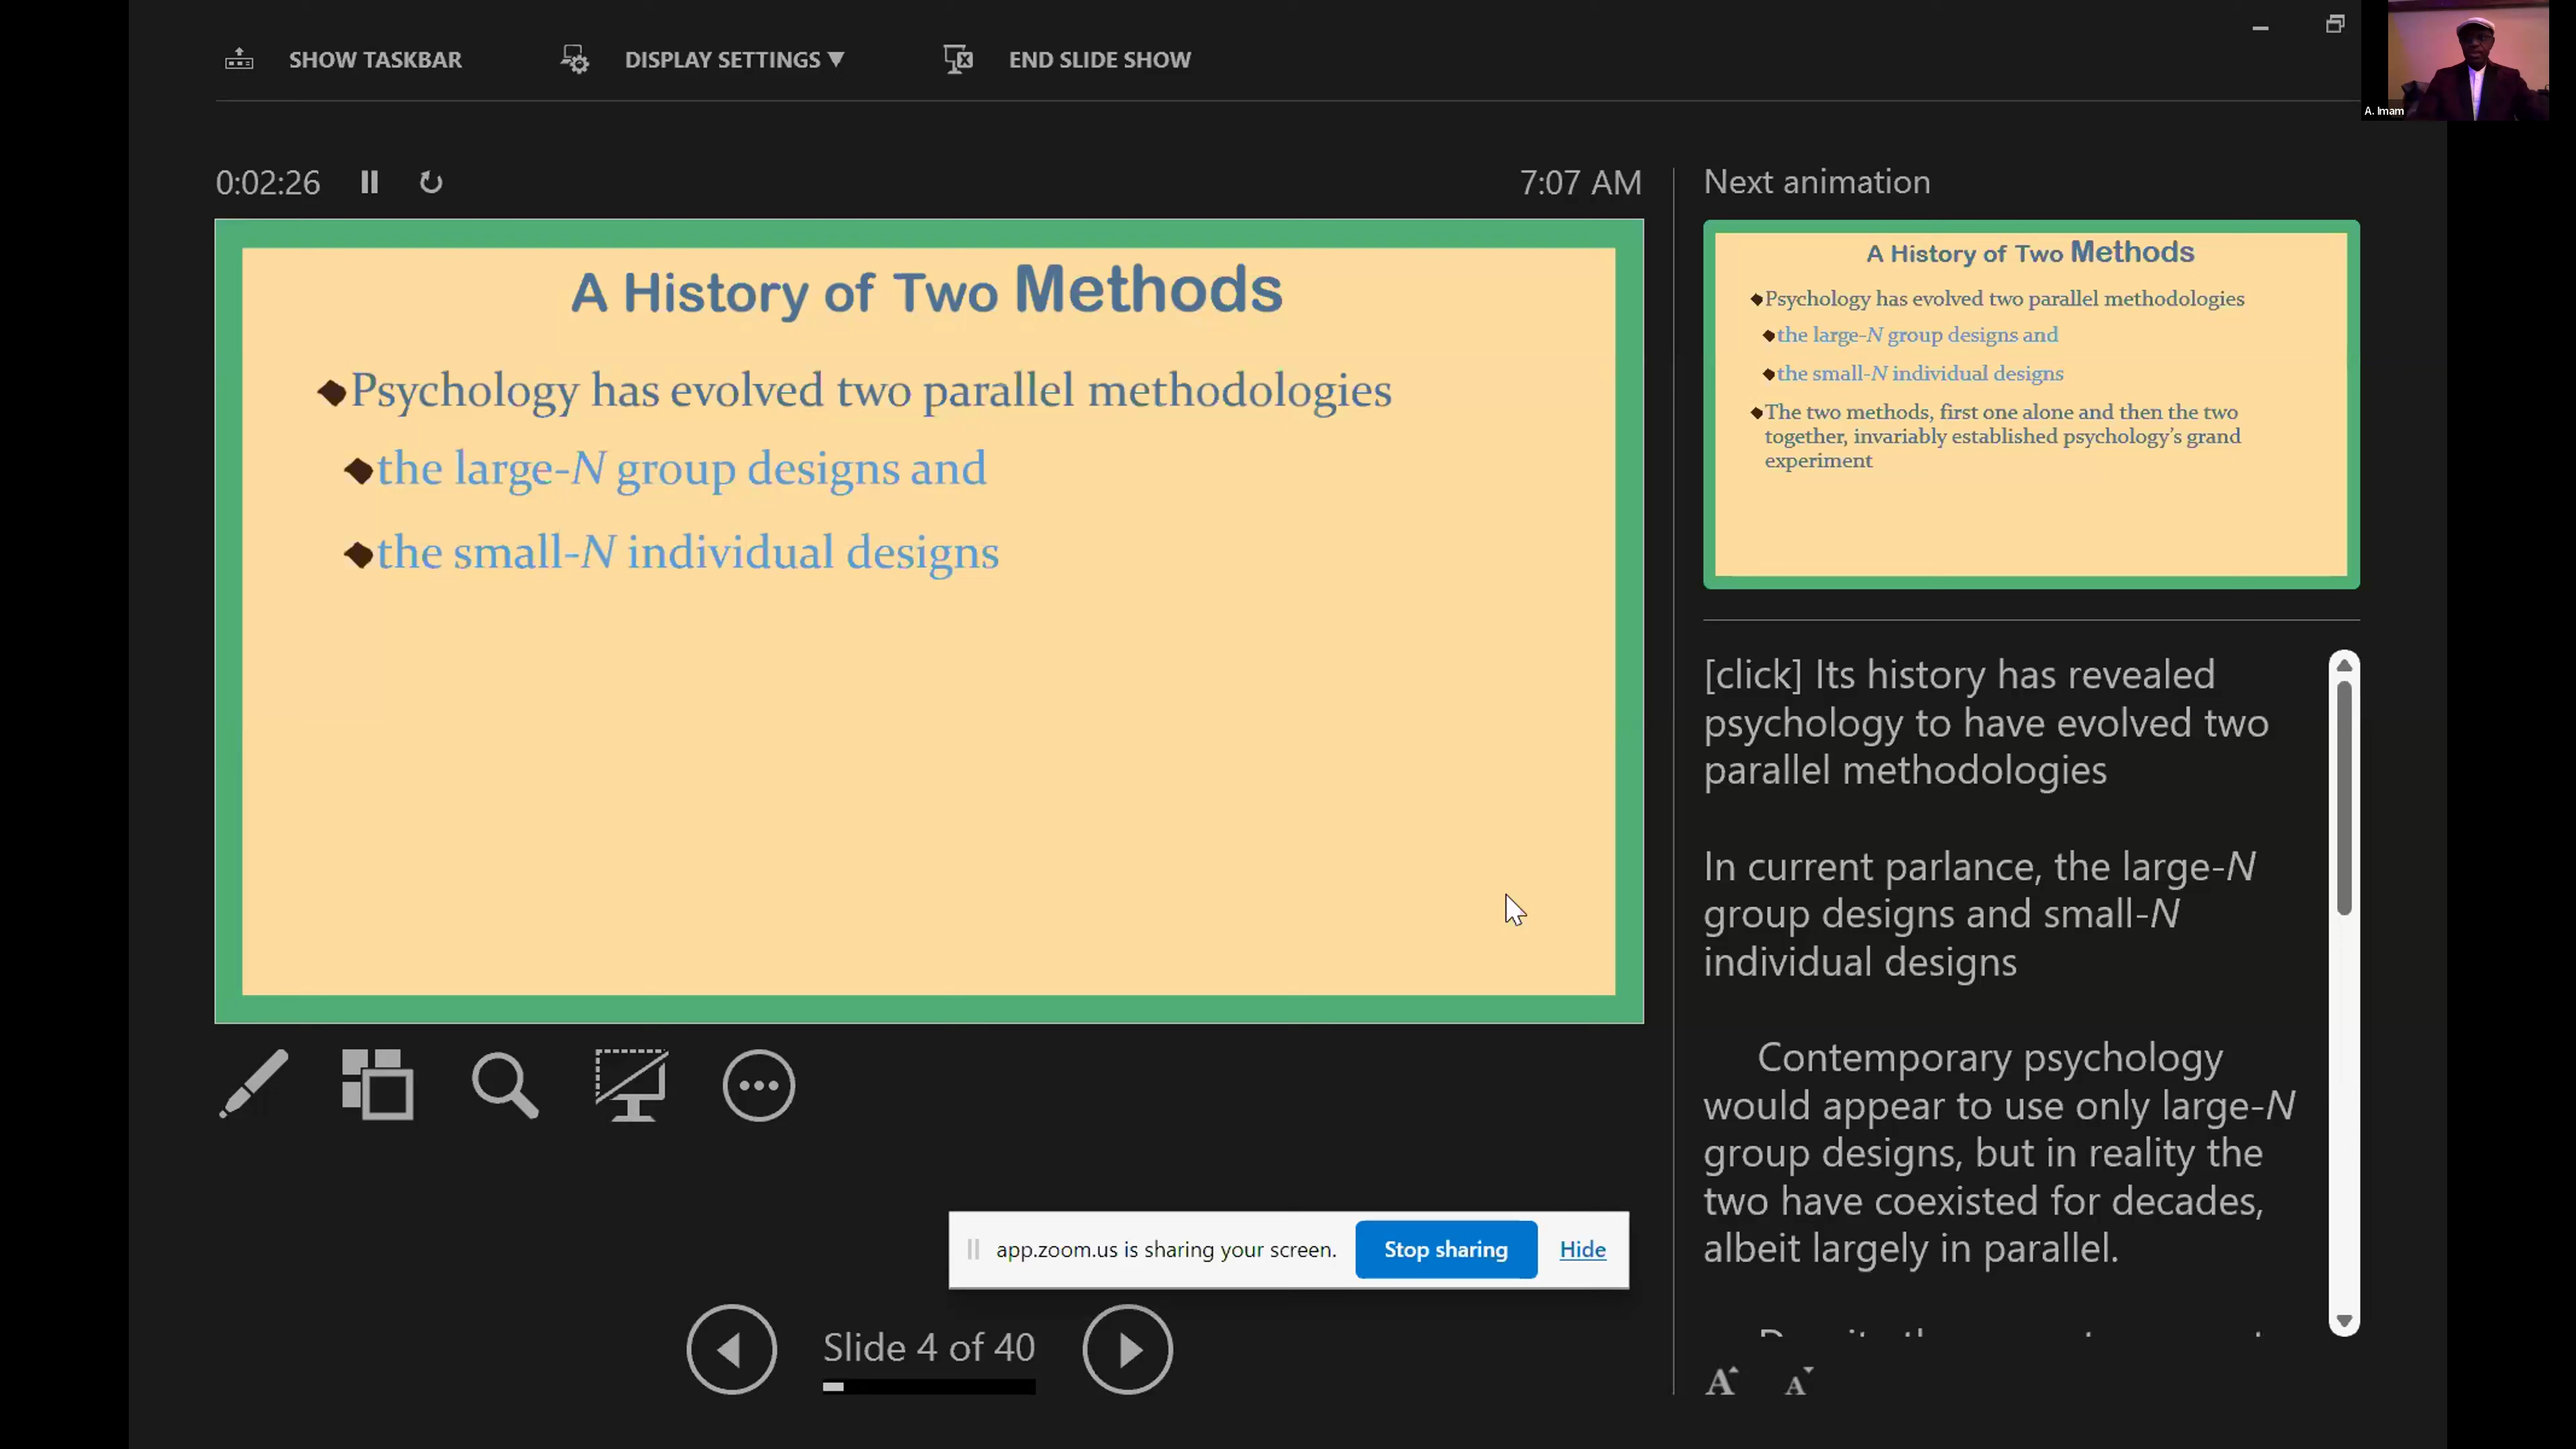 SHOW TASKBAR
DISPLAY SETTINGS ▼
END SLIDE SHOW
A. Imam
0:02:26
7:07 AM
Next animation
A History of Two Methods
Psychology has evolved two parallel methodologies
the large-N group designs and
the small-N individual designs
A History of Two Methods
Psychology has evolved two parallel methodologies
the large-N group designs and
the small-N individual designs
The two methods, first one alone and then the two
together, invariably established psychology's grand
experiment
[click] Its history has revealed
psychology to have evolved two
parallel methodologies
In current parlance, the large-N
group designs and small-N
individual designs
Contemporary psychology
would appear to use only large-N
group designs, but in reality the
two have coexisted for decades,
albeit largely in parallel.
app.zoom.us is sharing your screen.
Stop sharing
Hide
Slide 4 of 40
A A